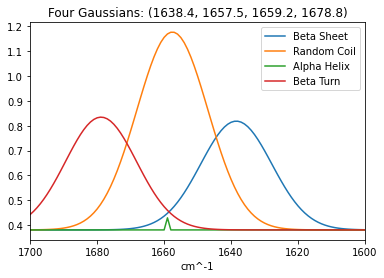 Four Gaussians: (1638.4, 1657.5, 1659.2, 1678.8)
1.2
1.1
1.0
0.9
0.8
0.7
0.6
0.5
0.4
Beta Sheet
Random Coil
Alpha Helix
Beta Turn
1700 1680 1660 1640 1620 1600
cm^-1